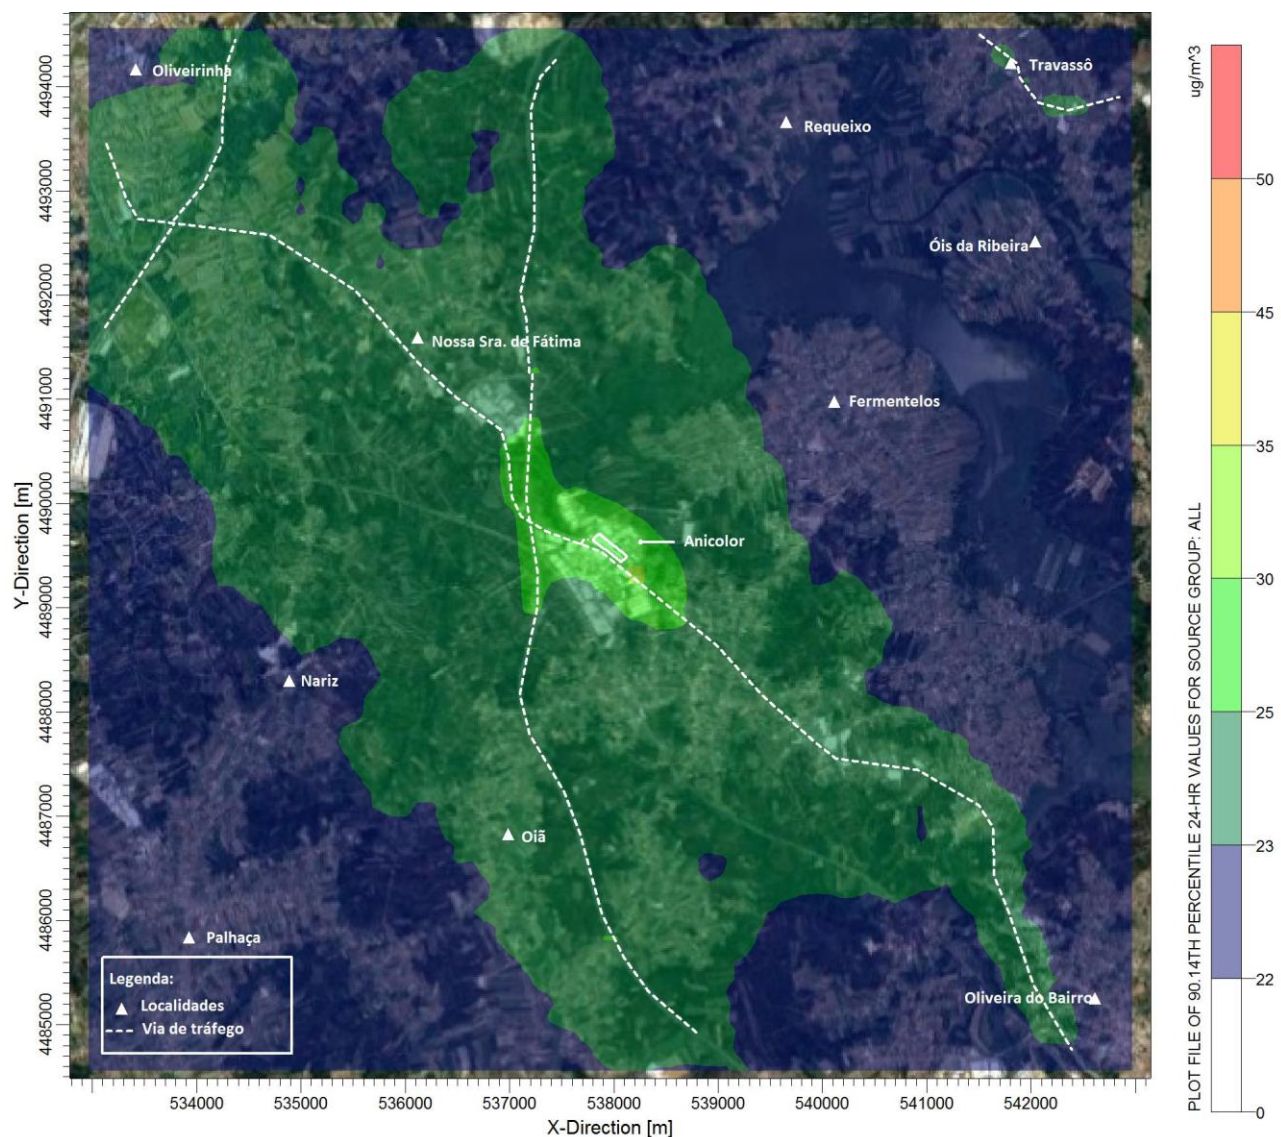 ug/m^3
Oliveirinha
Travassô
Requeixo
Óis da Ribeira
Nossa Sra. de Fátima
Fermentelos
Anicolor
Nariz
Oiã
Palhaça
Oliveira do Bairro
Legenda:
Localidades
Via de tráfego
Y-Direction [m]
4494000
4493000
4492000
4491000
4490000
4489000
4488000
4487000
4486000
4485000
534000 535000 536000 537000 538000 539000 540000 541000 542000
X-Direction [m]
50
45
35
30
25
23
22
0
PLOT FILE OF 90.14TH PERCENTILE 24-HR VALUES FOR SOURCE GROUP: ALL